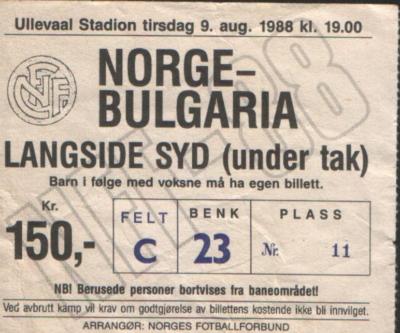 Ullevaal Stadion tirsdag 9. aug. 1988 kl. 19.00
NFF
NORGE–
BULGARIA
LANGSIDE SYD (under tak)
Barn i følge med voksne må ha egen billett.
Kr.
150,-
FELT
C
BENK
23
PLASS
Nr. 11
NB! Berusede personer bortvises fra baneområdet!
Ved avbrutt kamp vil krav om godtgjørelse av billettens kostende ikke bli innvilget.
ARRANGØR: NORGES FOTBALLFORBUND